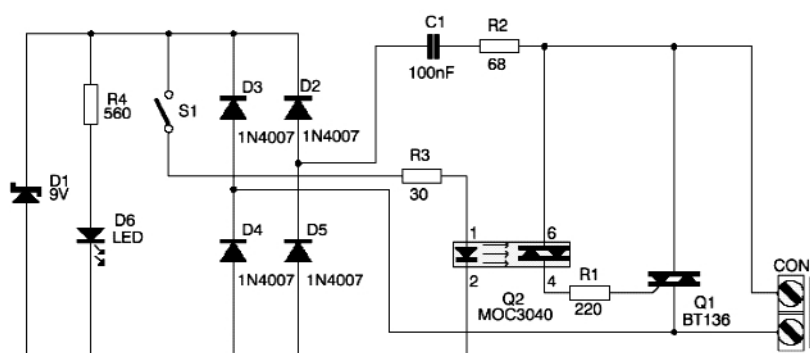 C1
R2
100nF
68
D3
D2
R4
560
S1
1N4007
1N4007
R3
30
D1
9V
D6
LED
D4
D5
1
6
1N4007
1N4007
2
4
R1
220
Q2
MOC3040
Q1
BT136
CON